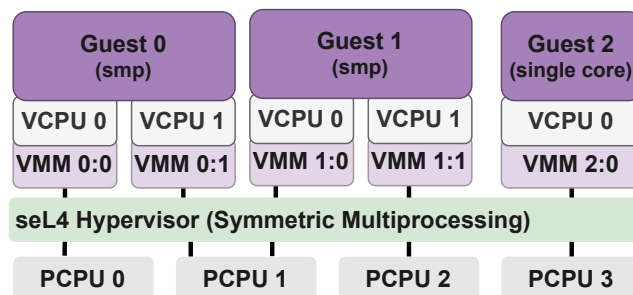 Guest 0
(smp)
Guest 1
(smp)
Guest 2
(single core)
VCPU 0
VCPU 1
VCPU 0
VCPU 1
VCPU 0
VMM 0:0
VMM 0:1
VMM 1:0
VMM 1:1
VMM 2:0
seL4 Hypervisor (Symmetric Multiprocessing)
PCPU 0
PCPU 1
PCPU 2
PCPU 3